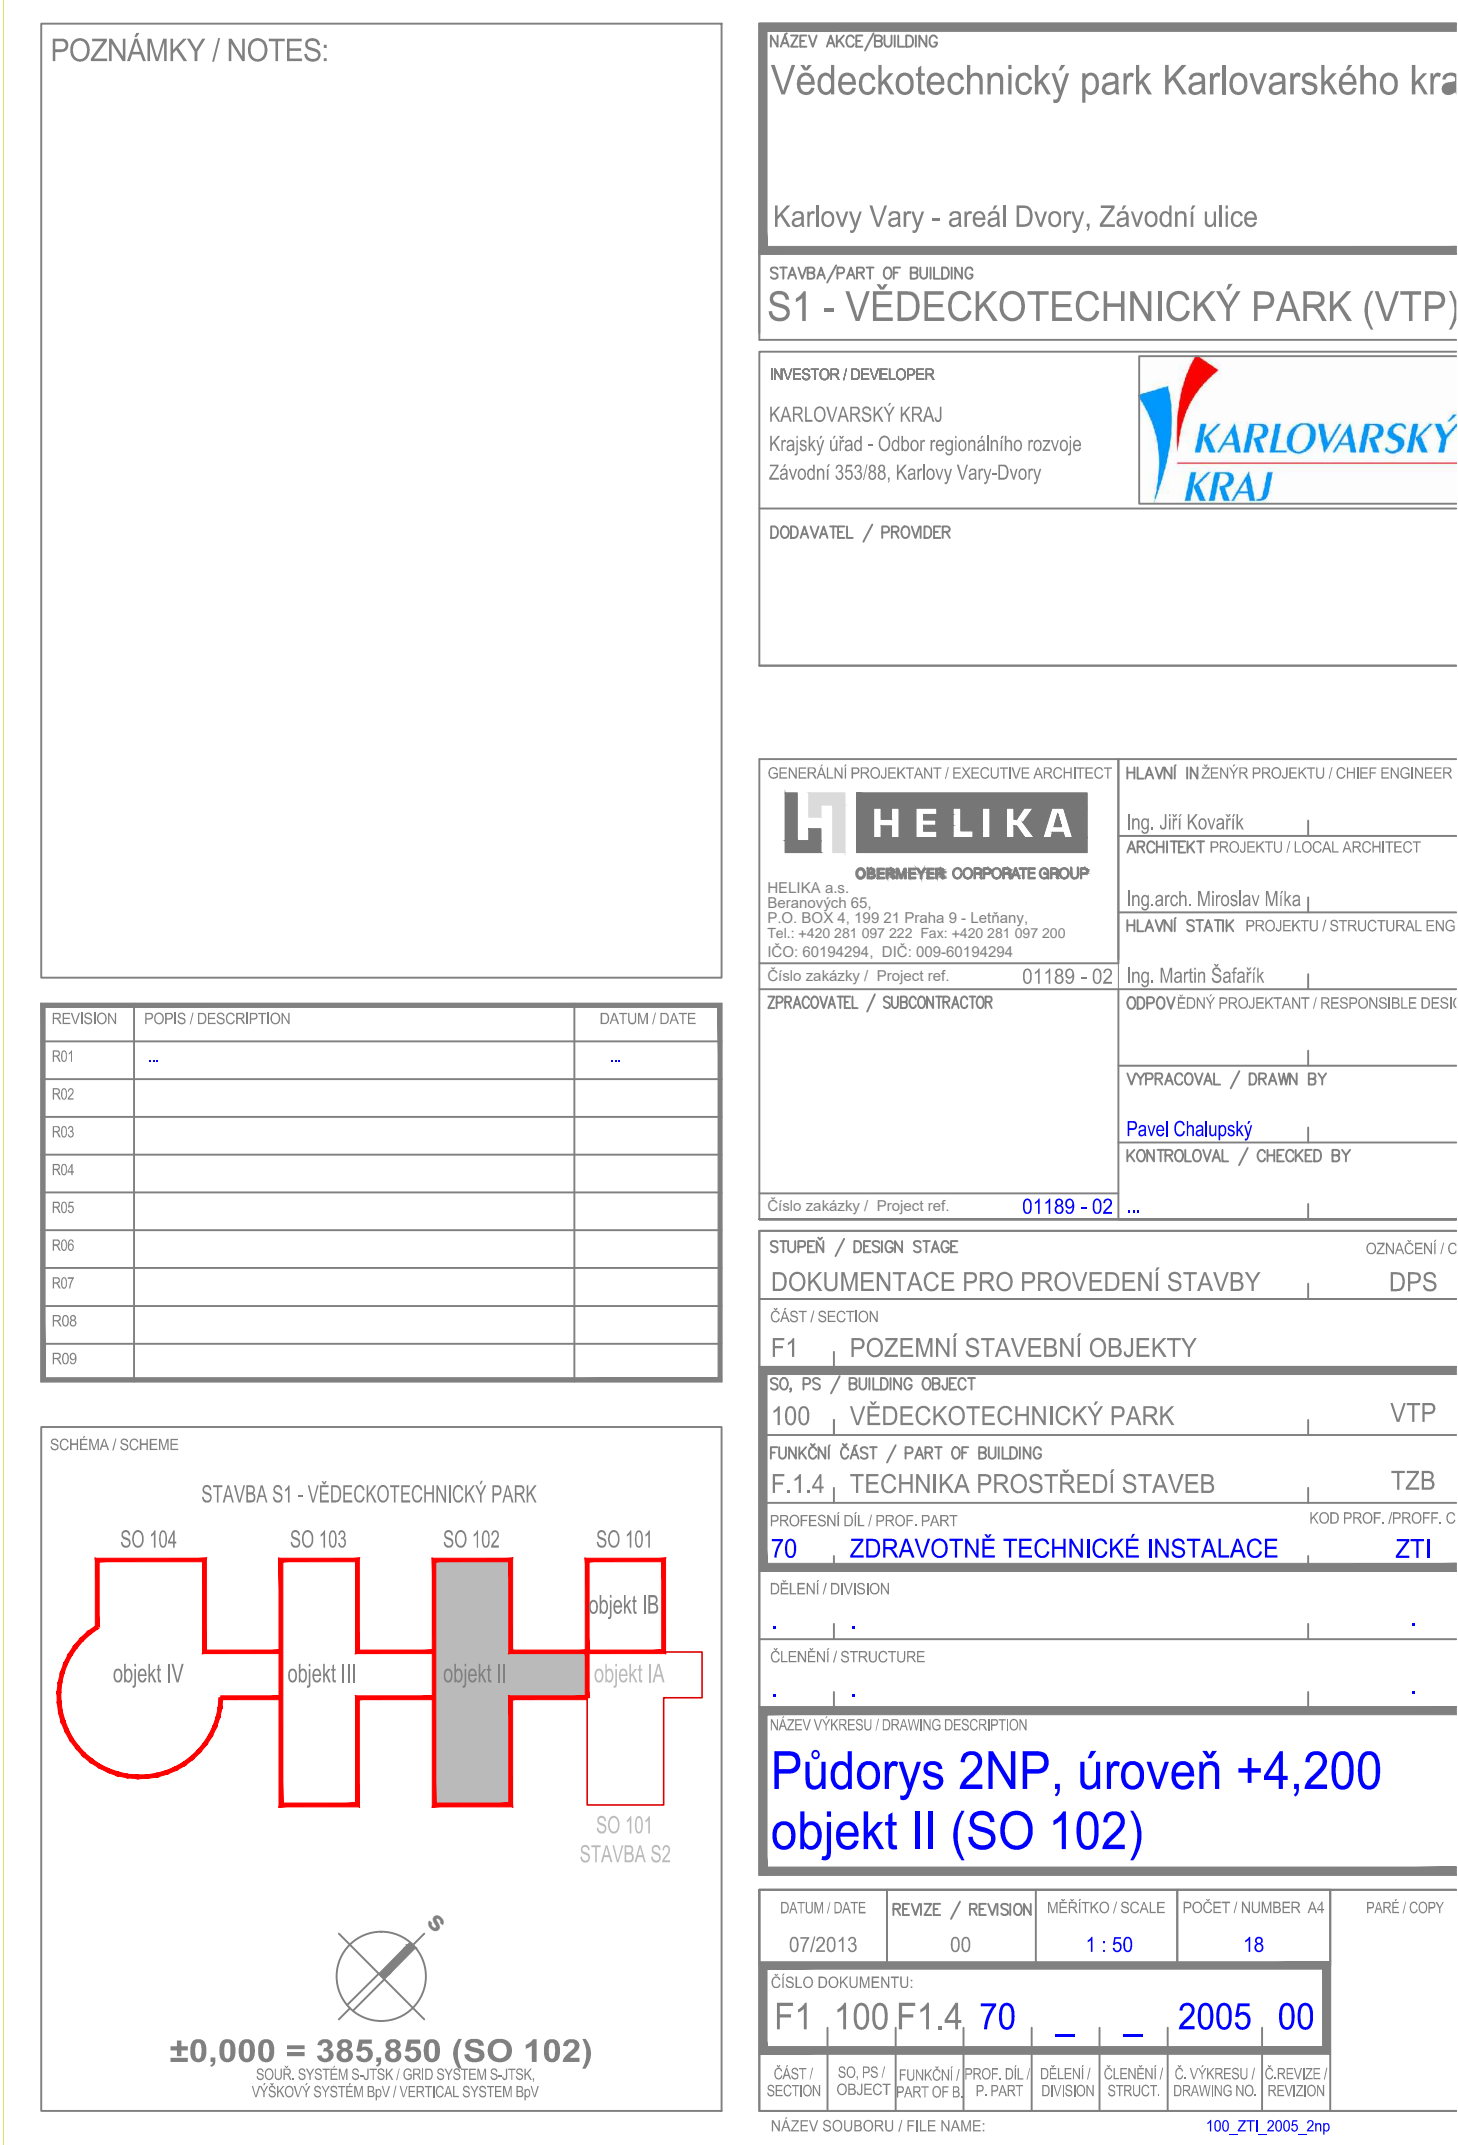 POZNÁMKY / NOTES:
REVISION POPIS / DESCRIPTION DATUM / DATE
R01 ... ...
R02
R03
R04
R05
R06
R07
R08
R09
SCHÉMA / SCHEME
STAVBA S1 - VĚDECKOTECHNICKÝ PARK
SO 104 SO 103 SO 102 SO 101
objekt IB
objekt IV objekt III objekt II objekt IA
SO 101
STAVBA S2
S
±0,000 = 385,850 (SO 102)
SOUŘ. SYSTÉM S-JTSK / GRID SYSTEM S-JTSK,
VÝŠKOVÝ SYSTÉM BpV / VERTICAL SYSTEM BpV
NÁZEV AKCE/BUILDING
Vědeckotechnický park Karlovarského kra
Karlovy Vary - areál Dvory, Závodní ulice
STAVBA/PART OF BUILDING
S1 - VĚDECKOTECHNICKÝ PARK (VTP)
INVESTOR / DEVELOPER
KARLOVARSKÝ KRAJ
Krajský úřad - Odbor regionálního rozvoje
Závodní 353/88, Karlovy Vary-Dvory
KARLOVARSKÝ
KRAJ
DODAVATEL / PROVIDER
GENERÁLNÍ PROJEKTANT / EXECUTIVE ARCHITECT
HELIKA
OBERMEYER CORPORATE GROUP
HELIKA a.s.
Beranových 65,
P.O. BOX 4, 199 21 Praha 9 - Letňany,
Tel.: +420 281 097 222 Fax: +420 281 097 200
IČO: 60194294, DIČ: 009-60194294
Číslo zakázky / Project ref. 01189 - 02
ZPRACOVATEL / SUBCONTRACTOR
Číslo zakázky / Project ref. 01189 - 02
HLAVNÍ INŽENÝR PROJEKTU / CHIEF ENGINEER
Ing. Jiří Kovařík
ARCHITEKT PROJEKTU / LOCAL ARCHITECT
Ing.arch. Miroslav Míka
HLAVNÍ STATIK PROJEKTU / STRUCTURAL ENG
Ing. Martin Šafařík
ODPOVĚDNÝ PROJEKTANT / RESPONSIBLE DESIG
VYPRACOVAL / DRAWN BY
Pavel Chalupský
KONTROLOVAL / CHECKED BY
...
STUPEŇ / DESIGN STAGE OZNAČENÍ / C
DOKUMENTACE PRO PROVEDENÍ STAVBY DPS
ČÁST / SECTION
F1 POZEMNÍ STAVEBNÍ OBJEKTY
SO, PS / BUILDING OBJECT
100 VĚDECKOTECHNICKÝ PARK VTP
FUNKČNÍ ČÁST / PART OF BUILDING
F.1.4 TECHNIKA PROSTŘEDÍ STAVEB TZB
PROFESNÍ DÍL / PROF. PART KOD PROF. /PROFF. C
70 ZDRAVOTNĚ TECHNICKÉ INSTALACE ZTI
DĚLENÍ / DIVISION
. . .
ČLENĚNÍ / STRUCTURE
. . .
NÁZEV VÝKRESU / DRAWING DESCRIPTION
Půdorys 2NP, úroveň +4,200
objekt II (SO 102)
DATUM / DATE REVIZE / REVISION MĚŘÍTKO / SCALE POČET / NUMBER A4 PARÉ / COPY
07/2013 00 1 : 50 18
ČÍSLO DOKUMENTU:
F1 100 F1.4 70 _ _ 2005 00
ČÁST / SO, PS / FUNKČNÍ / PROF. DÍL / DĚLENÍ / ČLENĚNÍ / Č. VÝKRESU / Č.REVIZE /
SECTION OBJECT PART OF B. P. PART DIVISION STRUCT. DRAWING NO. REVIZION
NÁZEV SOUBORU / FILE NAME: 100_ZTI_2005_2np